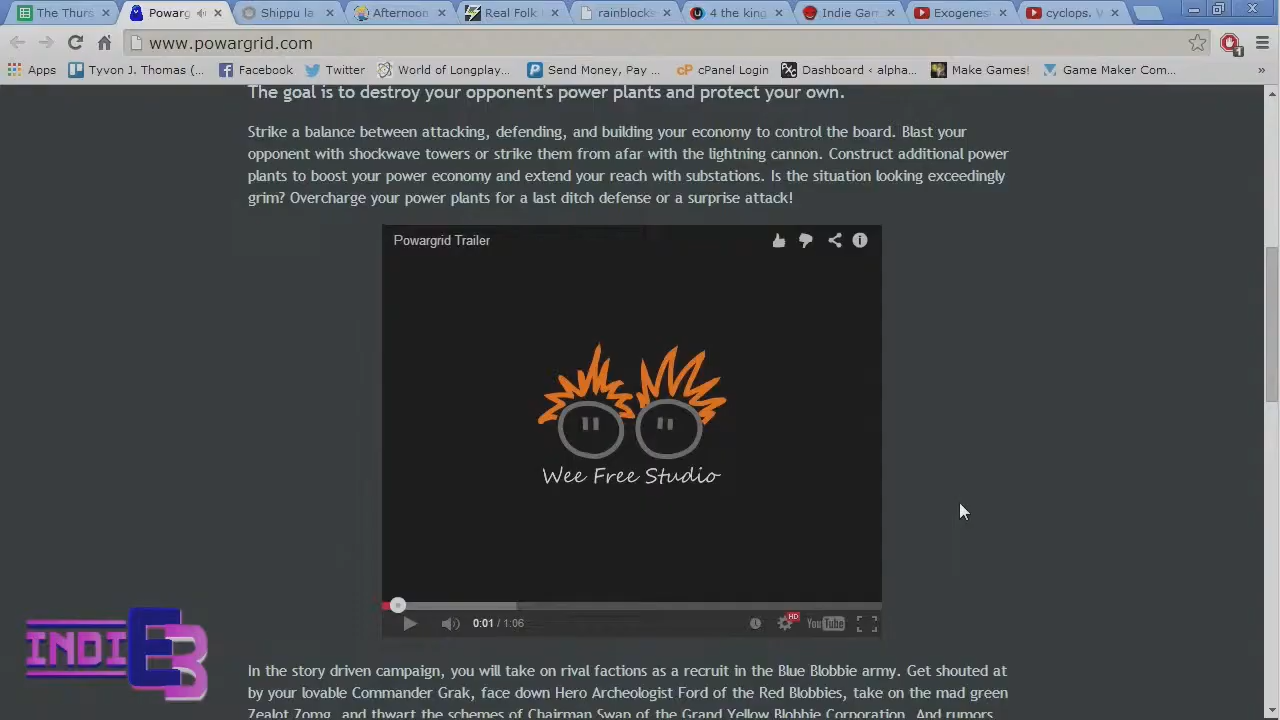 The Thurs
Powarg
Shippu la
Afternoon
Real Folk
rainblocks
4 the king
Indie Gam
Exogenesi
cyclops, V
www.powargrid.com
Apps
Tyvon J. Thomas (...
Facebook
Twitter
World of Longplay...
Send Money, Pay ...
cPanel Login
Dashboard ‹ alpha...
Make Games!
Game Maker Com...
»
The goal is to destroy your opponent's power plants and protect your own.
Strike a balance between attacking, defending, and building your economy to control the board. Blast your
opponent with shockwave towers or strike them from afar with the lightning cannon. Construct additional power
plants to boost your power economy and extend your reach with substations. Is the situation looking exceedingly
grim? Overcharge your power plants for a last ditch defense or a surprise attack!
Powargrid Trailer
Wee Free Studio
0:01 / 1:06
HD
YouTube
INDIE3
In the story driven campaign, you will take on rival factions as a recruit in the Blue Blobbie army. Get shouted at
by your lovable Commander Grak, face down Hero Archeologist Ford of the Red Blobbies, take on the mad green
Zealot Zomg, and thwart the schemes of Chairman Swap of the Grand Yellow Blobbie Corporation. And rumors